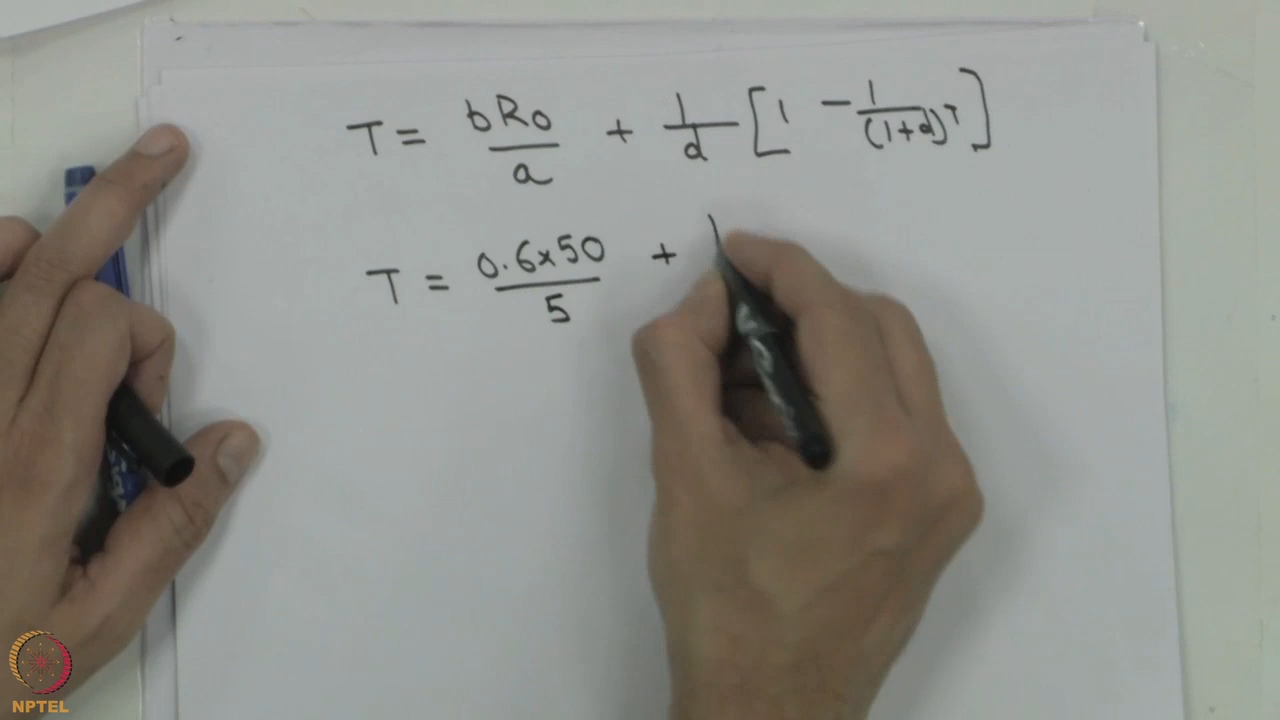 T = bR0/a + 1/d [1 - 1/(1+d)^T]
T = 0.6×50/5 +
NPTEL